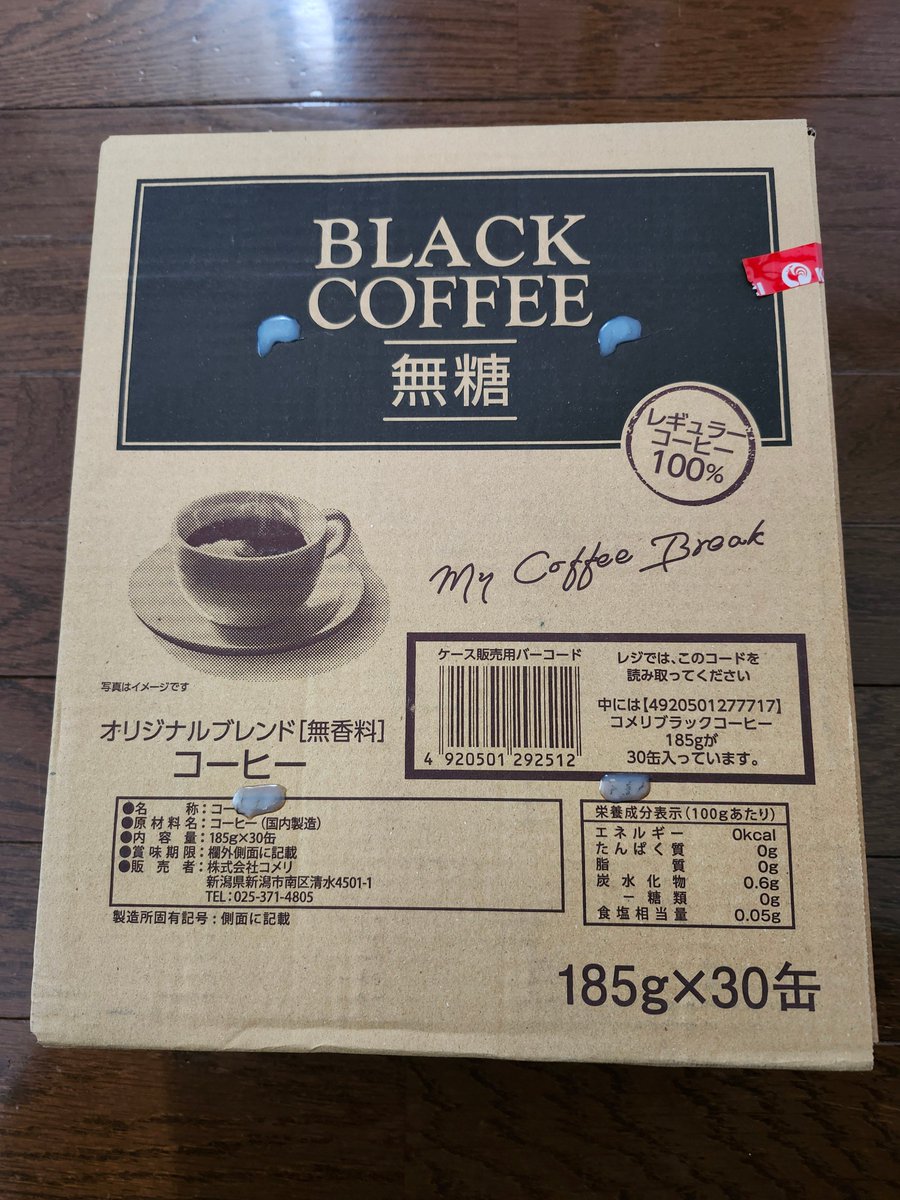 BLACK
COFFEE
無糖
レギュラー
コーヒー
100%
My Coffee Break
写真はイメージです
オリジナルブレンド[無香料]
コーヒー
ケース販売用バーコード
4 920501 292512
レジでは、このコードを
読み取ってください
中には【4920501277717】
コメリブラックコーヒー
185gが
30缶入っています。
●名称：コー
●原材料名：コーヒー(国内製造)
●内容量：185g×30缶
●賞味期限：欄外側面に記載
●販売者：株式会社コメリ
新潟県新潟市南区清水4501-1
TEL：025-371-4805
製造所固有記号：側面に記載
栄養成分表示(100gあたり)
エネルギー 0kcal
たんぱく質 0g
脂質 0g
炭水化物 0.6g
－糖類 0g
食塩相当量 0.05g
185g×30缶